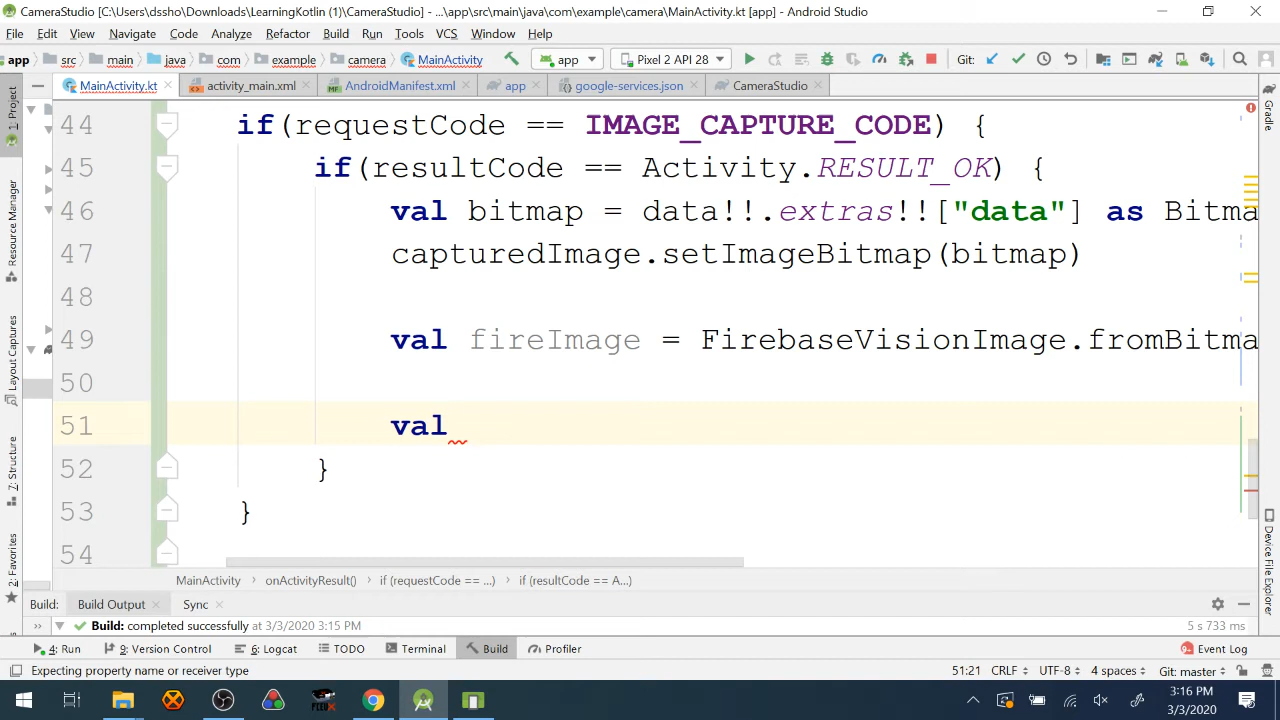 CameraStudio [C:\Users\dssho\Downloads\LearningKotlin (1)\CameraStudio] - ...\app\src\main\java\com\example\camera\MainActivity.kt [app] - Android Studio
File Edit View Navigate Code Analyze Refactor Build Run Tools VCS Window Help
app src main java com example camera MainActivity app Pixel 2 API 28 Git:
MainActivity.kt activity_main.xml AndroidManifest.xml app google-services.json CameraStudio
1: Project
Resource Manager
Layout Captures
7: Structure
2: Favorites
44 if(requestCode == IMAGE_CAPTURE_CODE) {
45 if(resultCode == Activity.RESULT_OK) {
46 val bitmap = data!!.extras!!["data"] as Bitma
47 capturedImage.setImageBitmap(bitmap)
48
49 val fireImage = FirebaseVisionImage.fromBitma
50
51 val
52 }
53 }
54
Gradle
Device File Explorer
MainActivity onActivityResult() if (requestCode == ...) if (resultCode == A...)
Build: Build Output Sync
Build: completed successfully at 3/3/2020 3:15 PM 5 s 733 ms
4: Run 9: Version Control 6: Logcat TODO Terminal Build Profiler Event Log
Expecting property name or receiver type 51:21 CRLF UTF-8 4 spaces Git: master
3:16 PM
3/3/2020